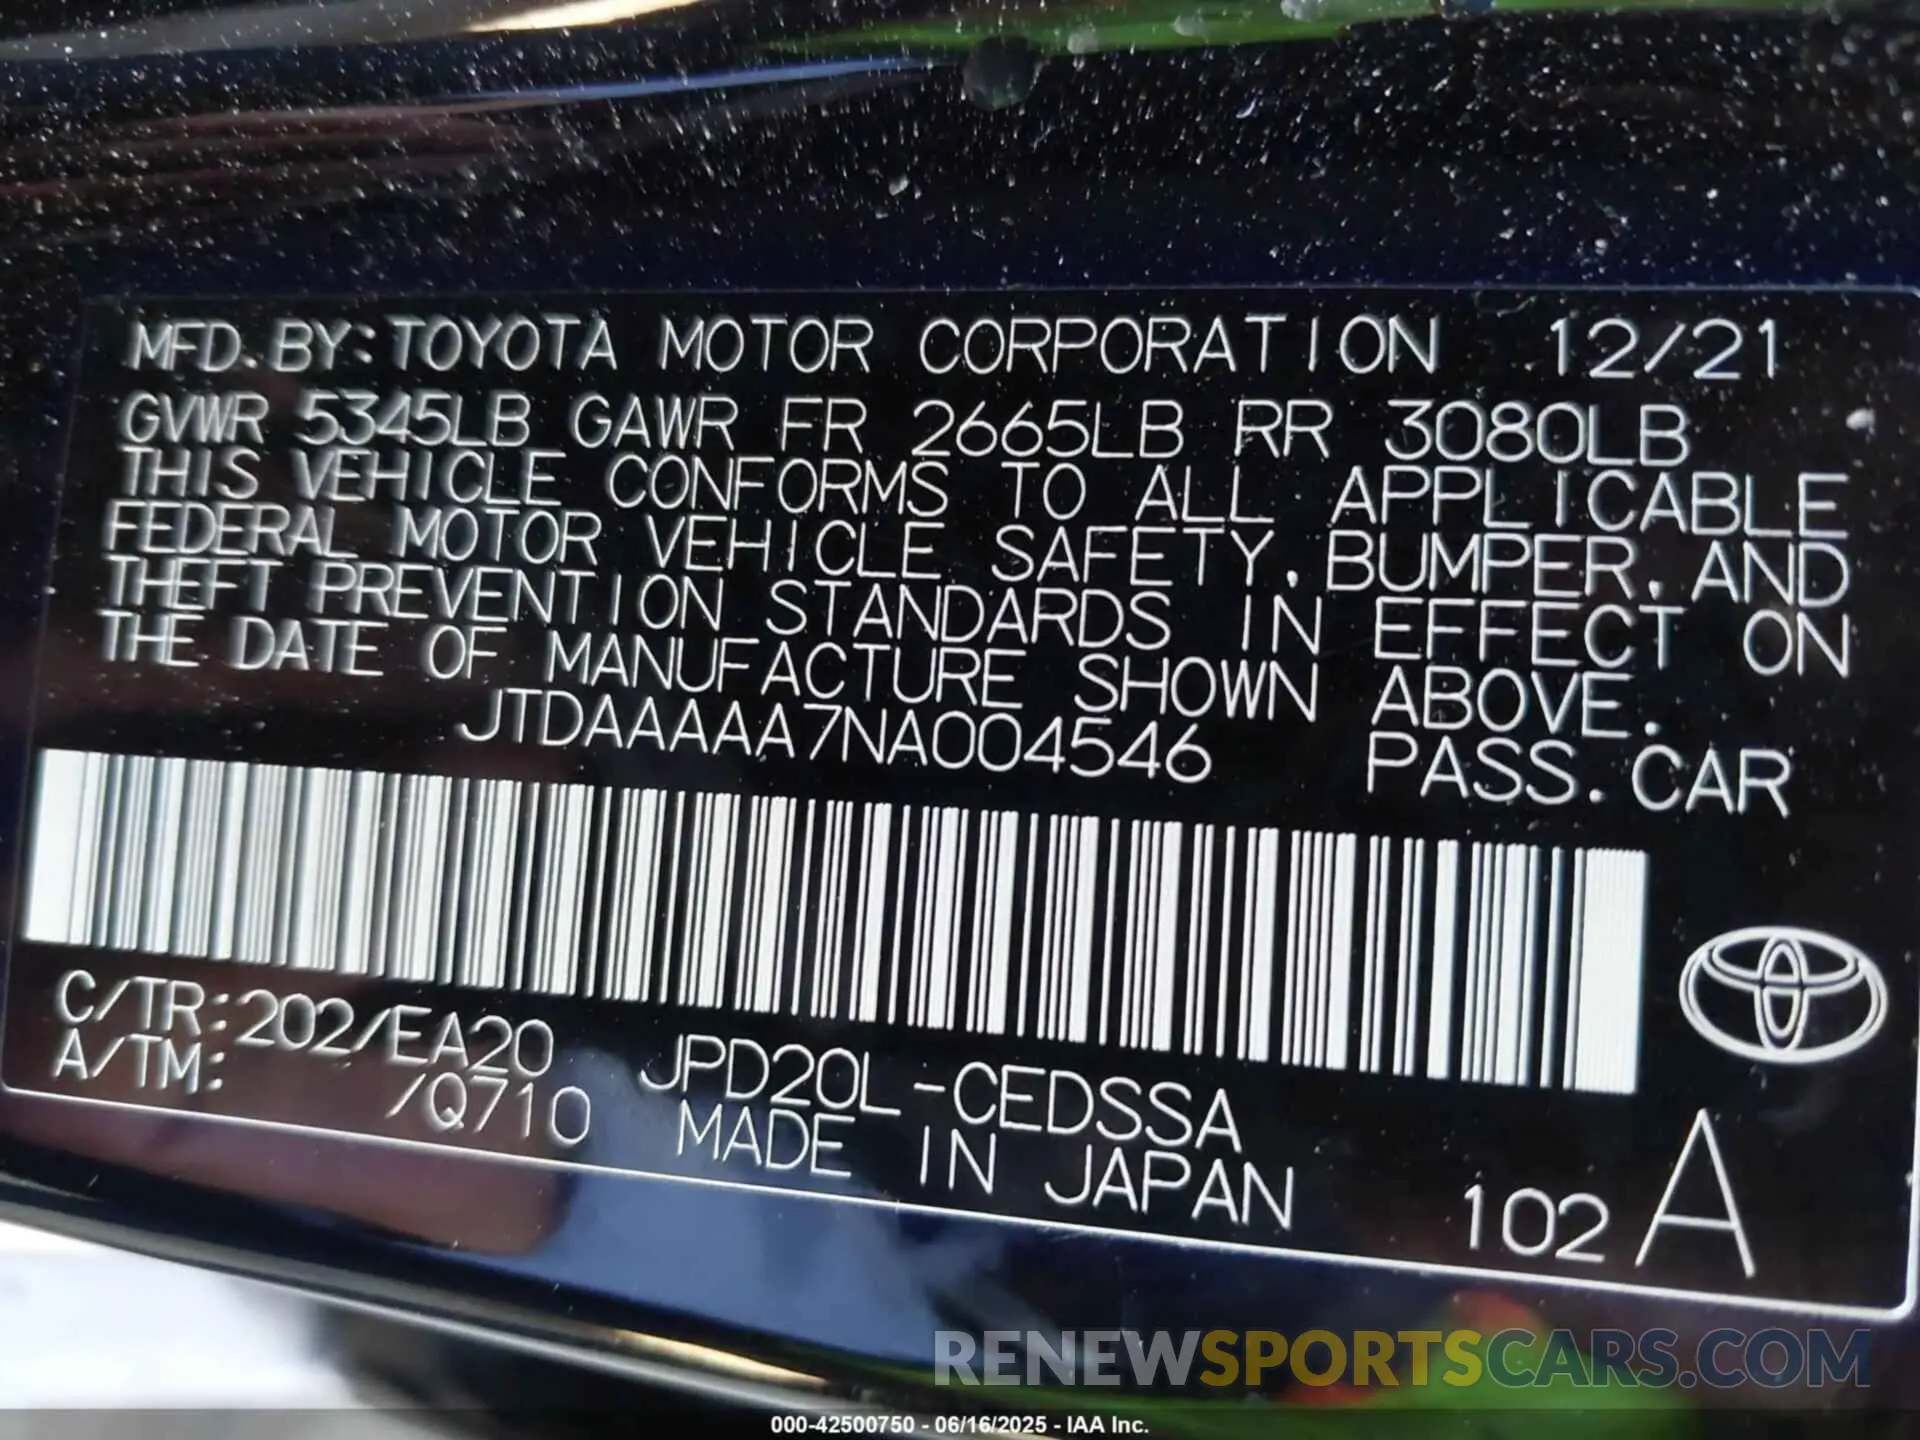 MFD. BY: TOYOTA MOTOR CORPORATION 12/21
GVWR 5345LB GAWR FR 2665LB RR 3080LB
THIS VEHICLE CONFORMS TO ALL APPLICABLE
FEDERAL MOTOR VEHICLE SAFETY, BUMPER, AND
THEFT PREVENTION STANDARDS IN EFFECT ON
THE DATE OF MANUFACTURE SHOWN ABOVE.
JTDAAAAA7NA004546 PASS. CAR
C/TR: 202/EA20 JPD20L-CEDSSA
A/TM: /Q710 MADE IN JAPAN 102 A
RENEWSPORTSCARS.COM
000-42500750 - 06/16/2025 - IAA Inc.